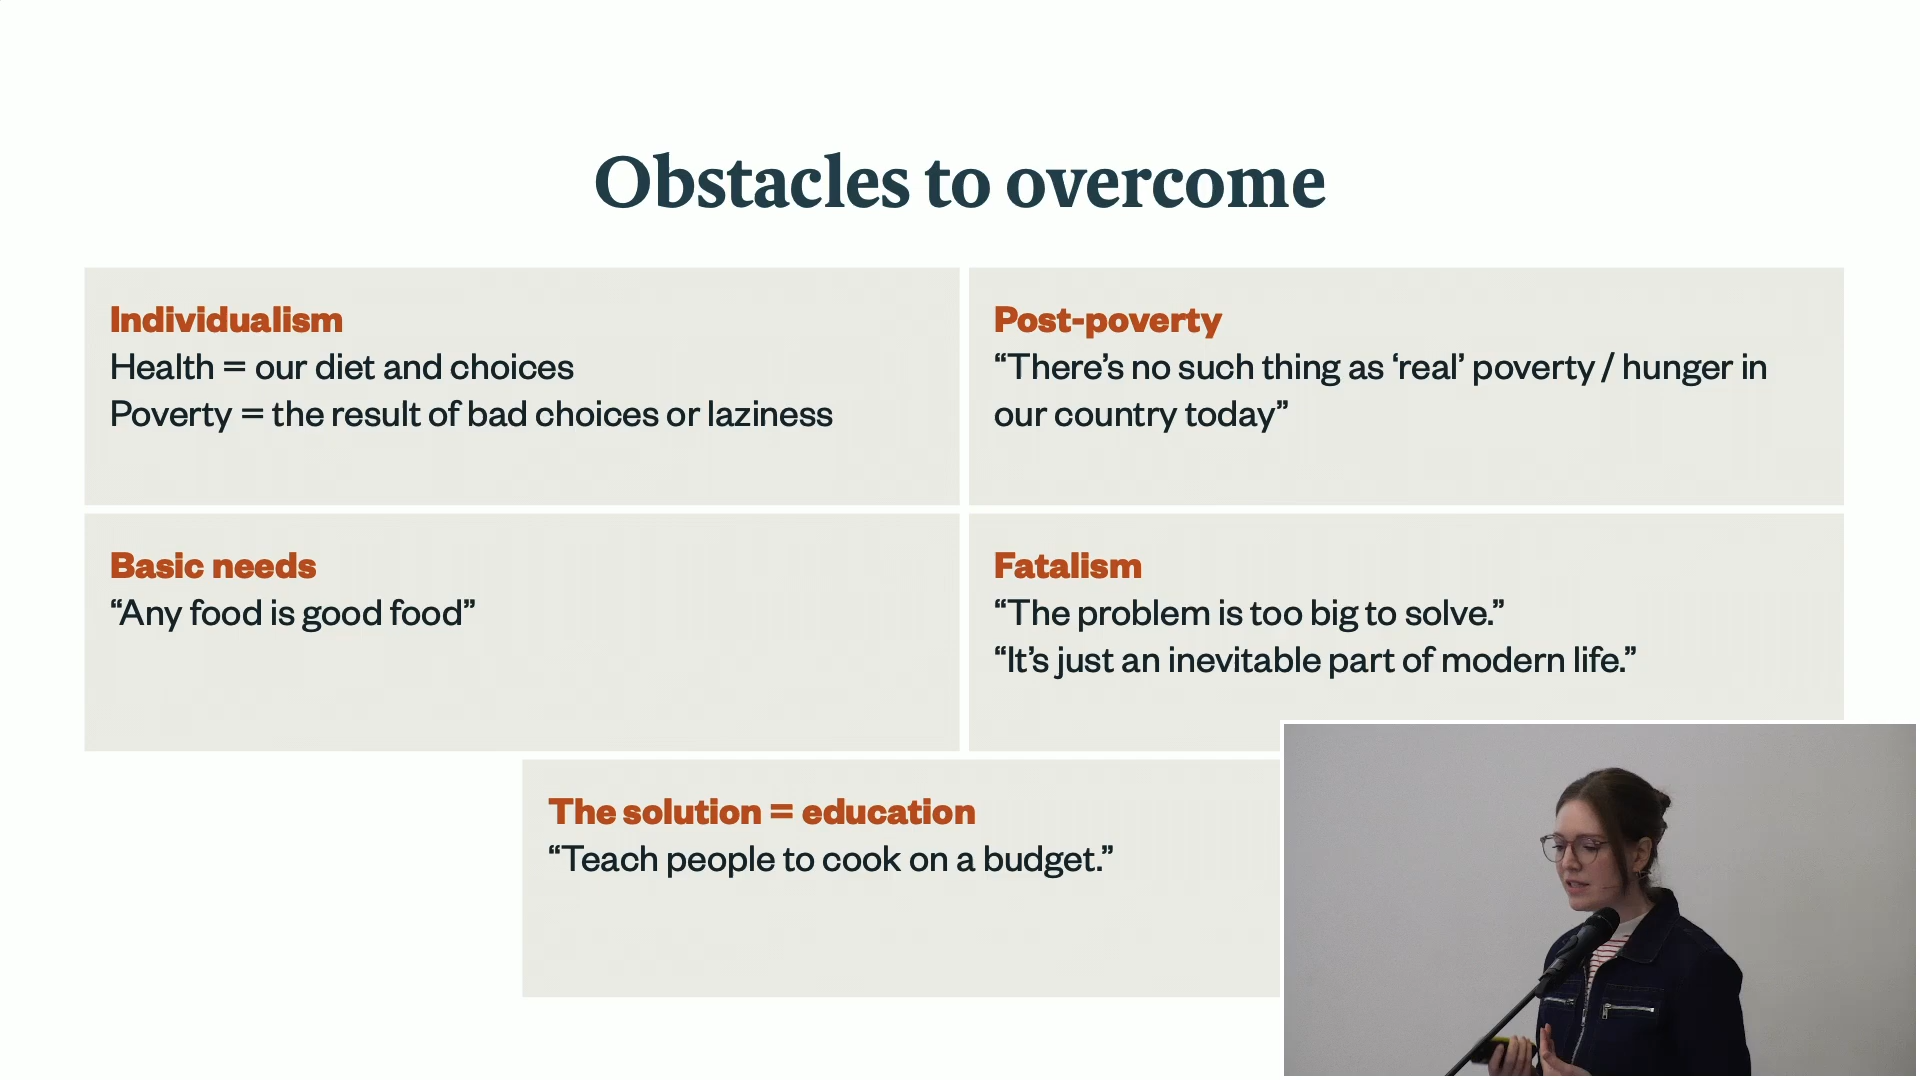 Obstacles to overcome
Individualism
Health = our diet and choices
Poverty = the result of bad choices or laziness
Post-poverty
“There’s no such thing as ‘real’ poverty / hunger in
our country today”
Basic needs
“Any food is good food”
Fatalism
“The problem is too big to solve.”
“It’s just an inevitable part of modern life.”
The solution = education
“Teach people to cook on a budget.”